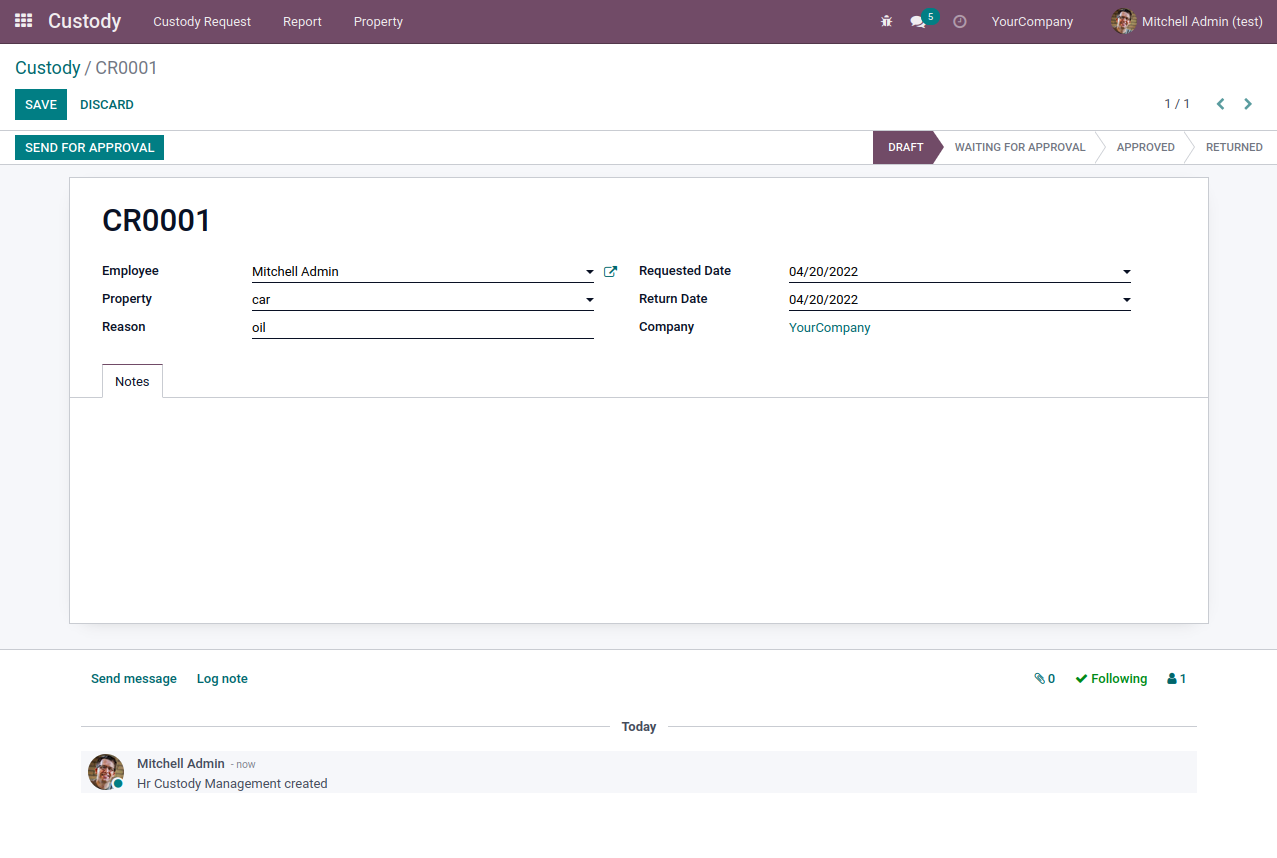 Custody Custody Request Report Property 5 YourCompany Mitchell Admin (test)
Custody / CR0001
SAVE DISCARD 1 / 1
SEND FOR APPROVAL DRAFT WAITING FOR APPROVAL APPROVED RETURNED
CR0001
Employee Mitchell Admin Requested Date 04/20/2022
Property car Return Date 04/20/2022
Reason oil Company YourCompany
Notes
Send message Log note 0 Following 1
Today
Mitchell Admin - now
Hr Custody Management created